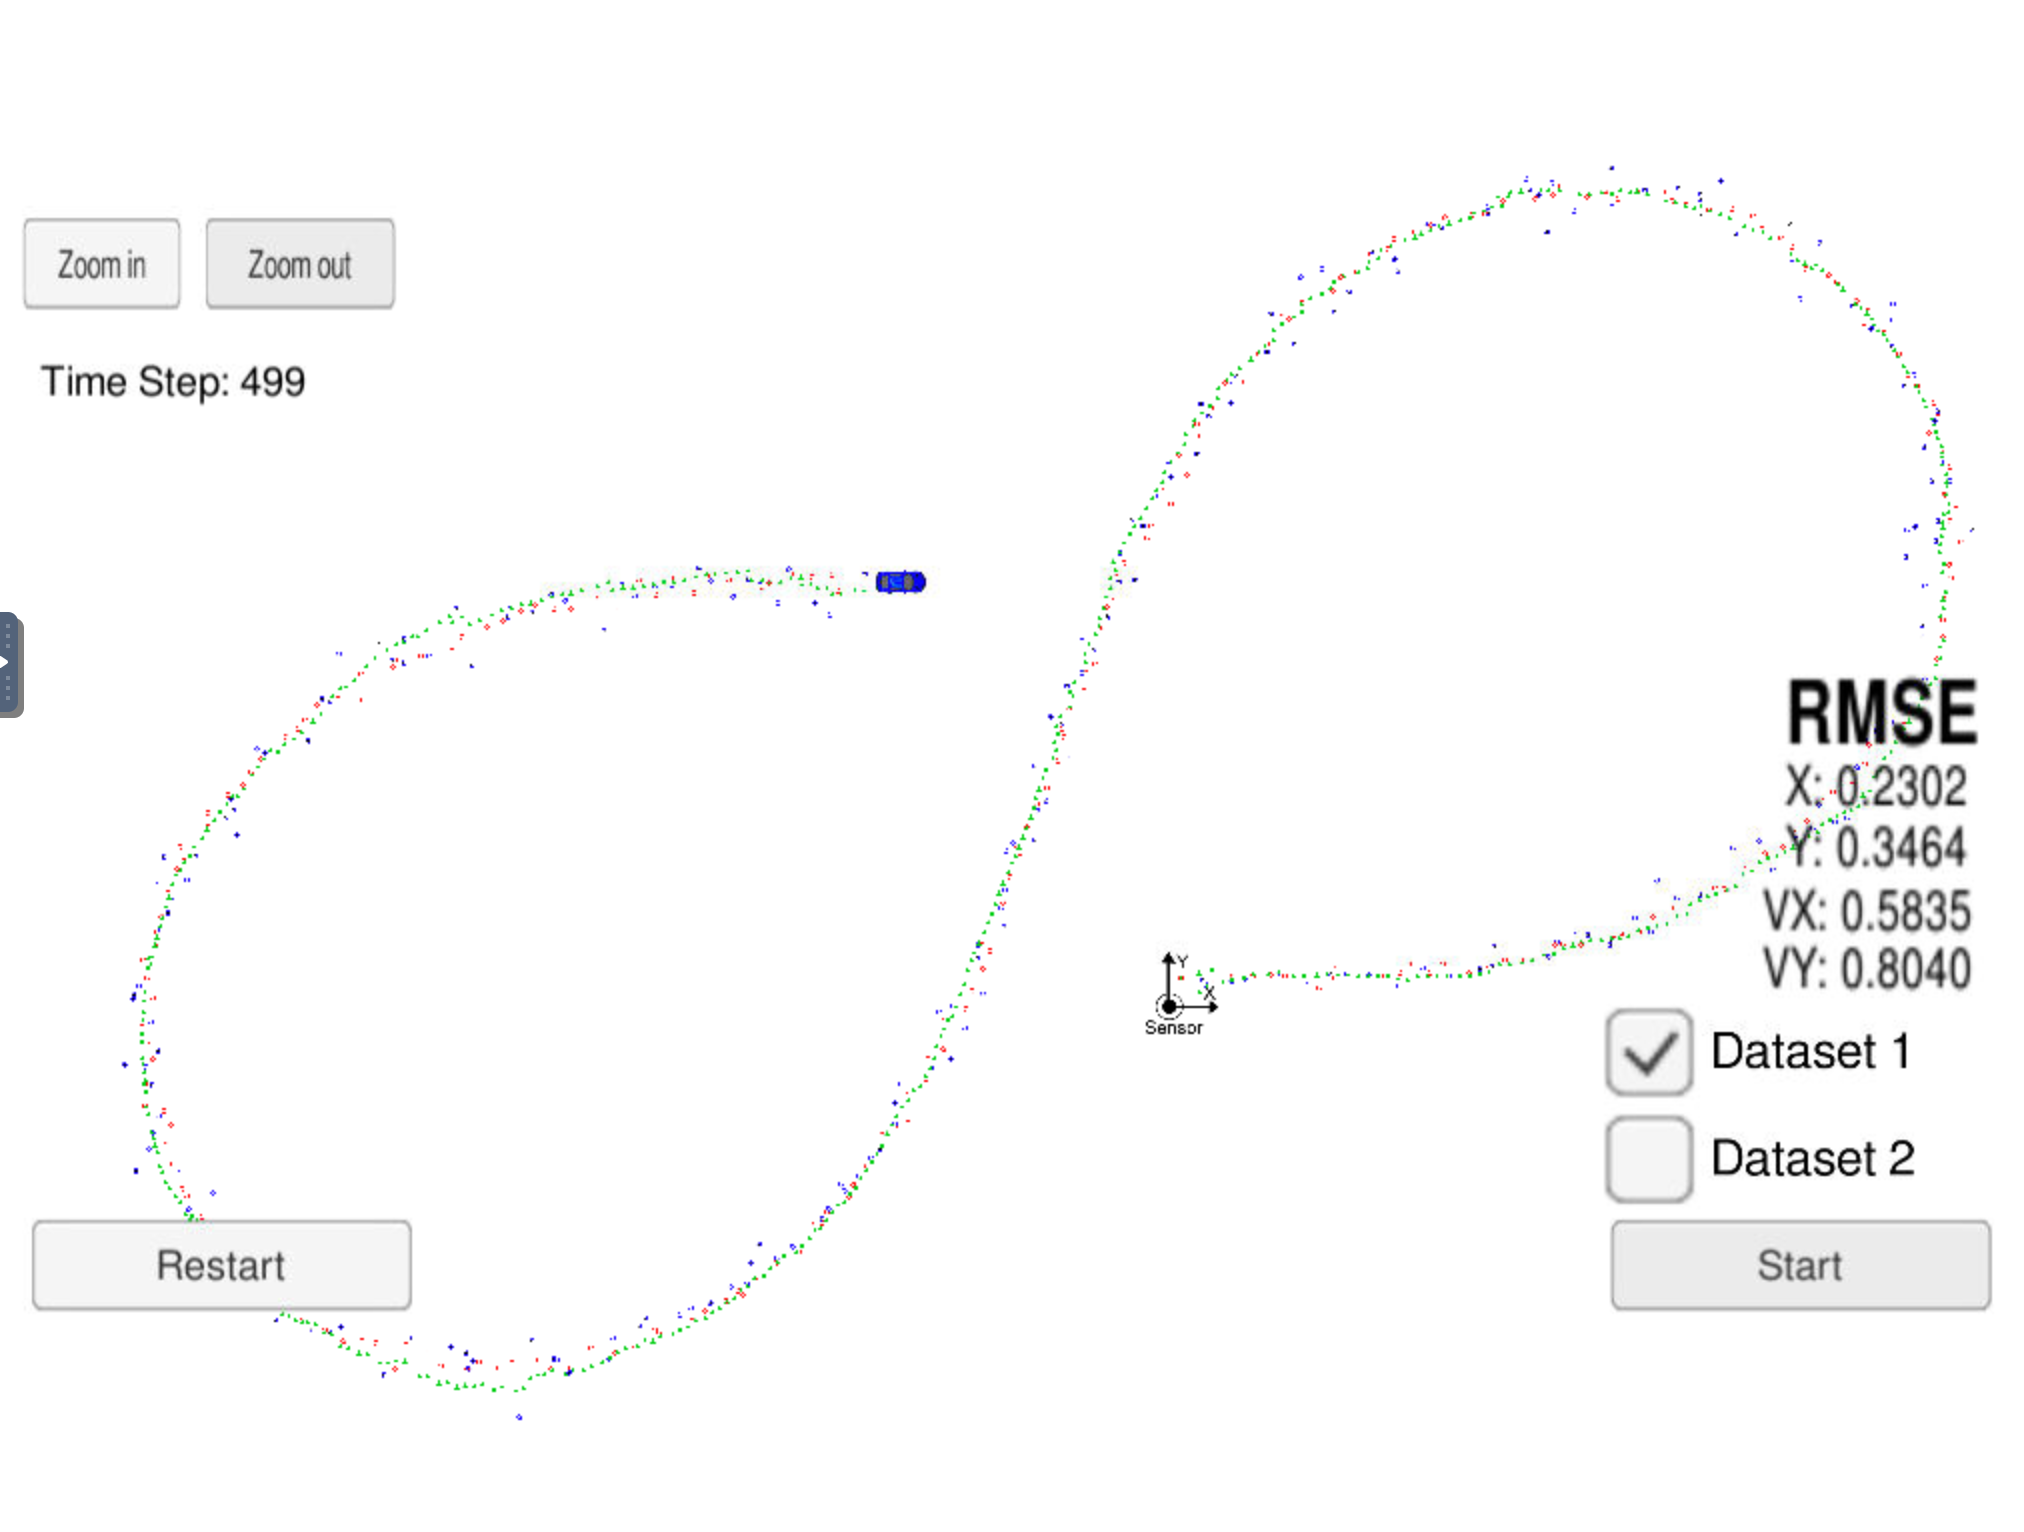 Zoom in
Zoom out
Time Step: 499
RMSE
X: 0.2302
Y: 0.3464
VX: 0.5835
VY: 0.8040
Y
X
Sensor
Dataset 1
Dataset 2
Restart
Start